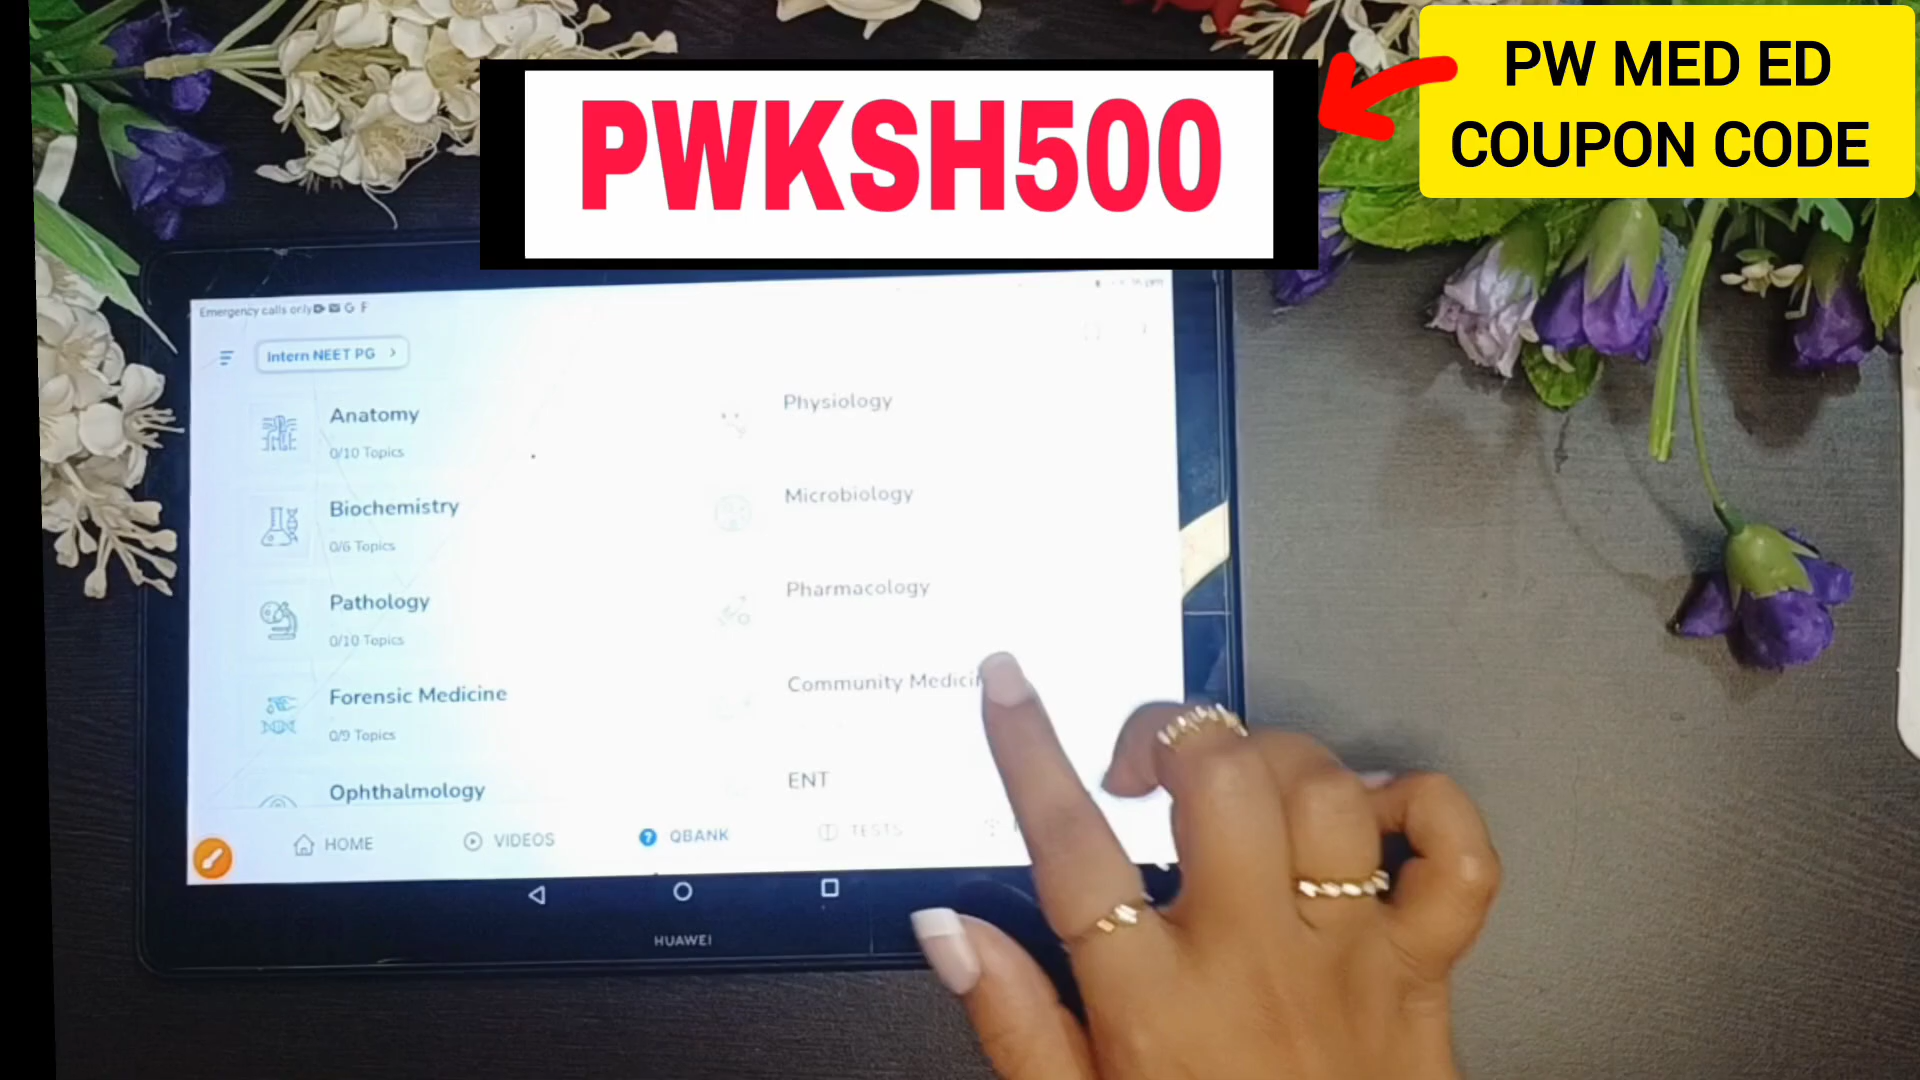 PW MED ED
COUPON CODE
PWKSH500
Emergency calls only
Intern NEET PG
Anatomy
0/10 Topics
Physiology
Biochemistry
0/6 Topics
Microbiology
Pathology
0/10 Topics
Pharmacology
Forensic Medicine
0/9 Topics
Community
Ophthalmology
ENT
HOME
VIDEOS
QBANK
TESTS
HUAWEI